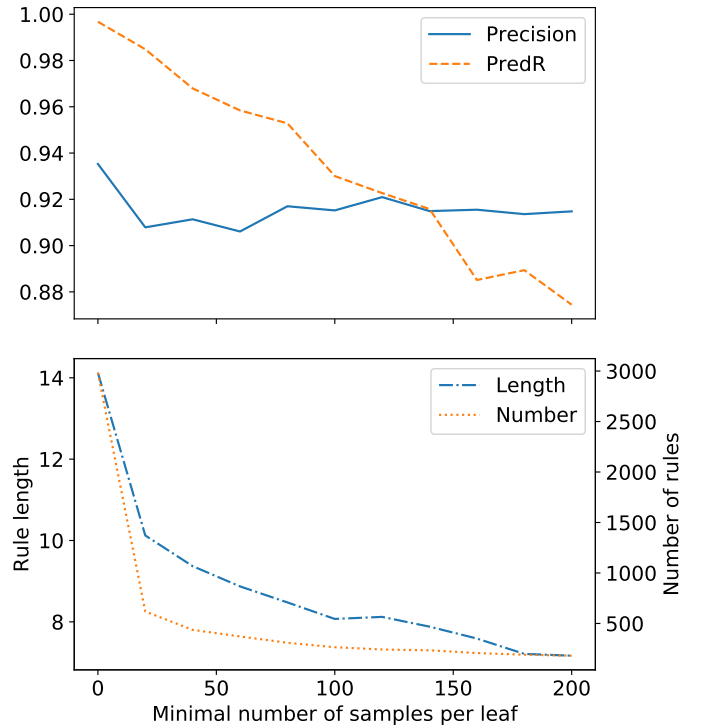 1.00
0.98
0.96
0.94
0.92
0.90
0.88
Precision
PredR
14
12
10
8
Rule length
Length
Number
3000
2500
2000
1500
1000
500
Number of rules
0 50 100 150 200
Minimal number of samples per leaf